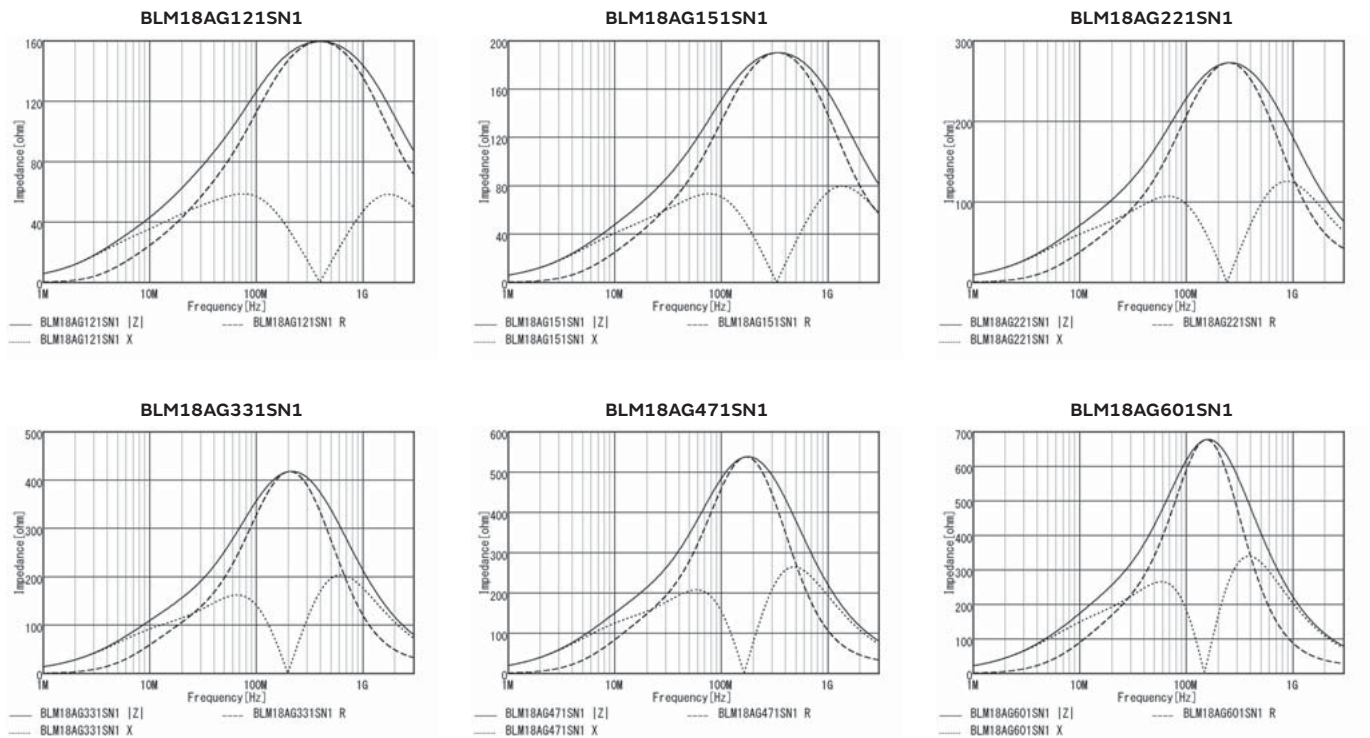 BLM18AG121SN1
160
120
80
40
0
Impedance[ohm]
1M 10M 100M 1G
Frequency[Hz]
BLM18AG121SN1 |Z| BLM18AG121SN1 R
BLM18AG121SN1 X
BLM18AG151SN1
200
160
120
80
40
0
Impedance[ohm]
1M 10M 100M 1G
Frequency[Hz]
BLM18AG151SN1 |Z| BLM18AG151SN1 R
BLM18AG151SN1 X
BLM18AG221SN1
300
200
100
0
Impedance[ohm]
1M 10M 100M 1G
Frequency[Hz]
BLM18AG221SN1 |Z| BLM18AG221SN1 R
BLM18AG221SN1 X
BLM18AG331SN1
500
400
300
200
100
0
Impedance[ohm]
1M 10M 100M 1G
Frequency[Hz]
BLM18AG331SN1 |Z| BLM18AG331SN1 R
BLM18AG331SN1 X
BLM18AG471SN1
600
500
400
300
200
100
0
Impedance[ohm]
1M 10M 100M 1G
Frequency[Hz]
BLM18AG471SN1 |Z| BLM18AG471SN1 R
BLM18AG471SN1 X
BLM18AG601SN1
700
600
500
400
300
200
100
0
Impedance[ohm]
1M 10M 100M 1G
Frequency[Hz]
BLM18AG601SN1 |Z| BLM18AG601SN1 R
BLM18AG601SN1 X